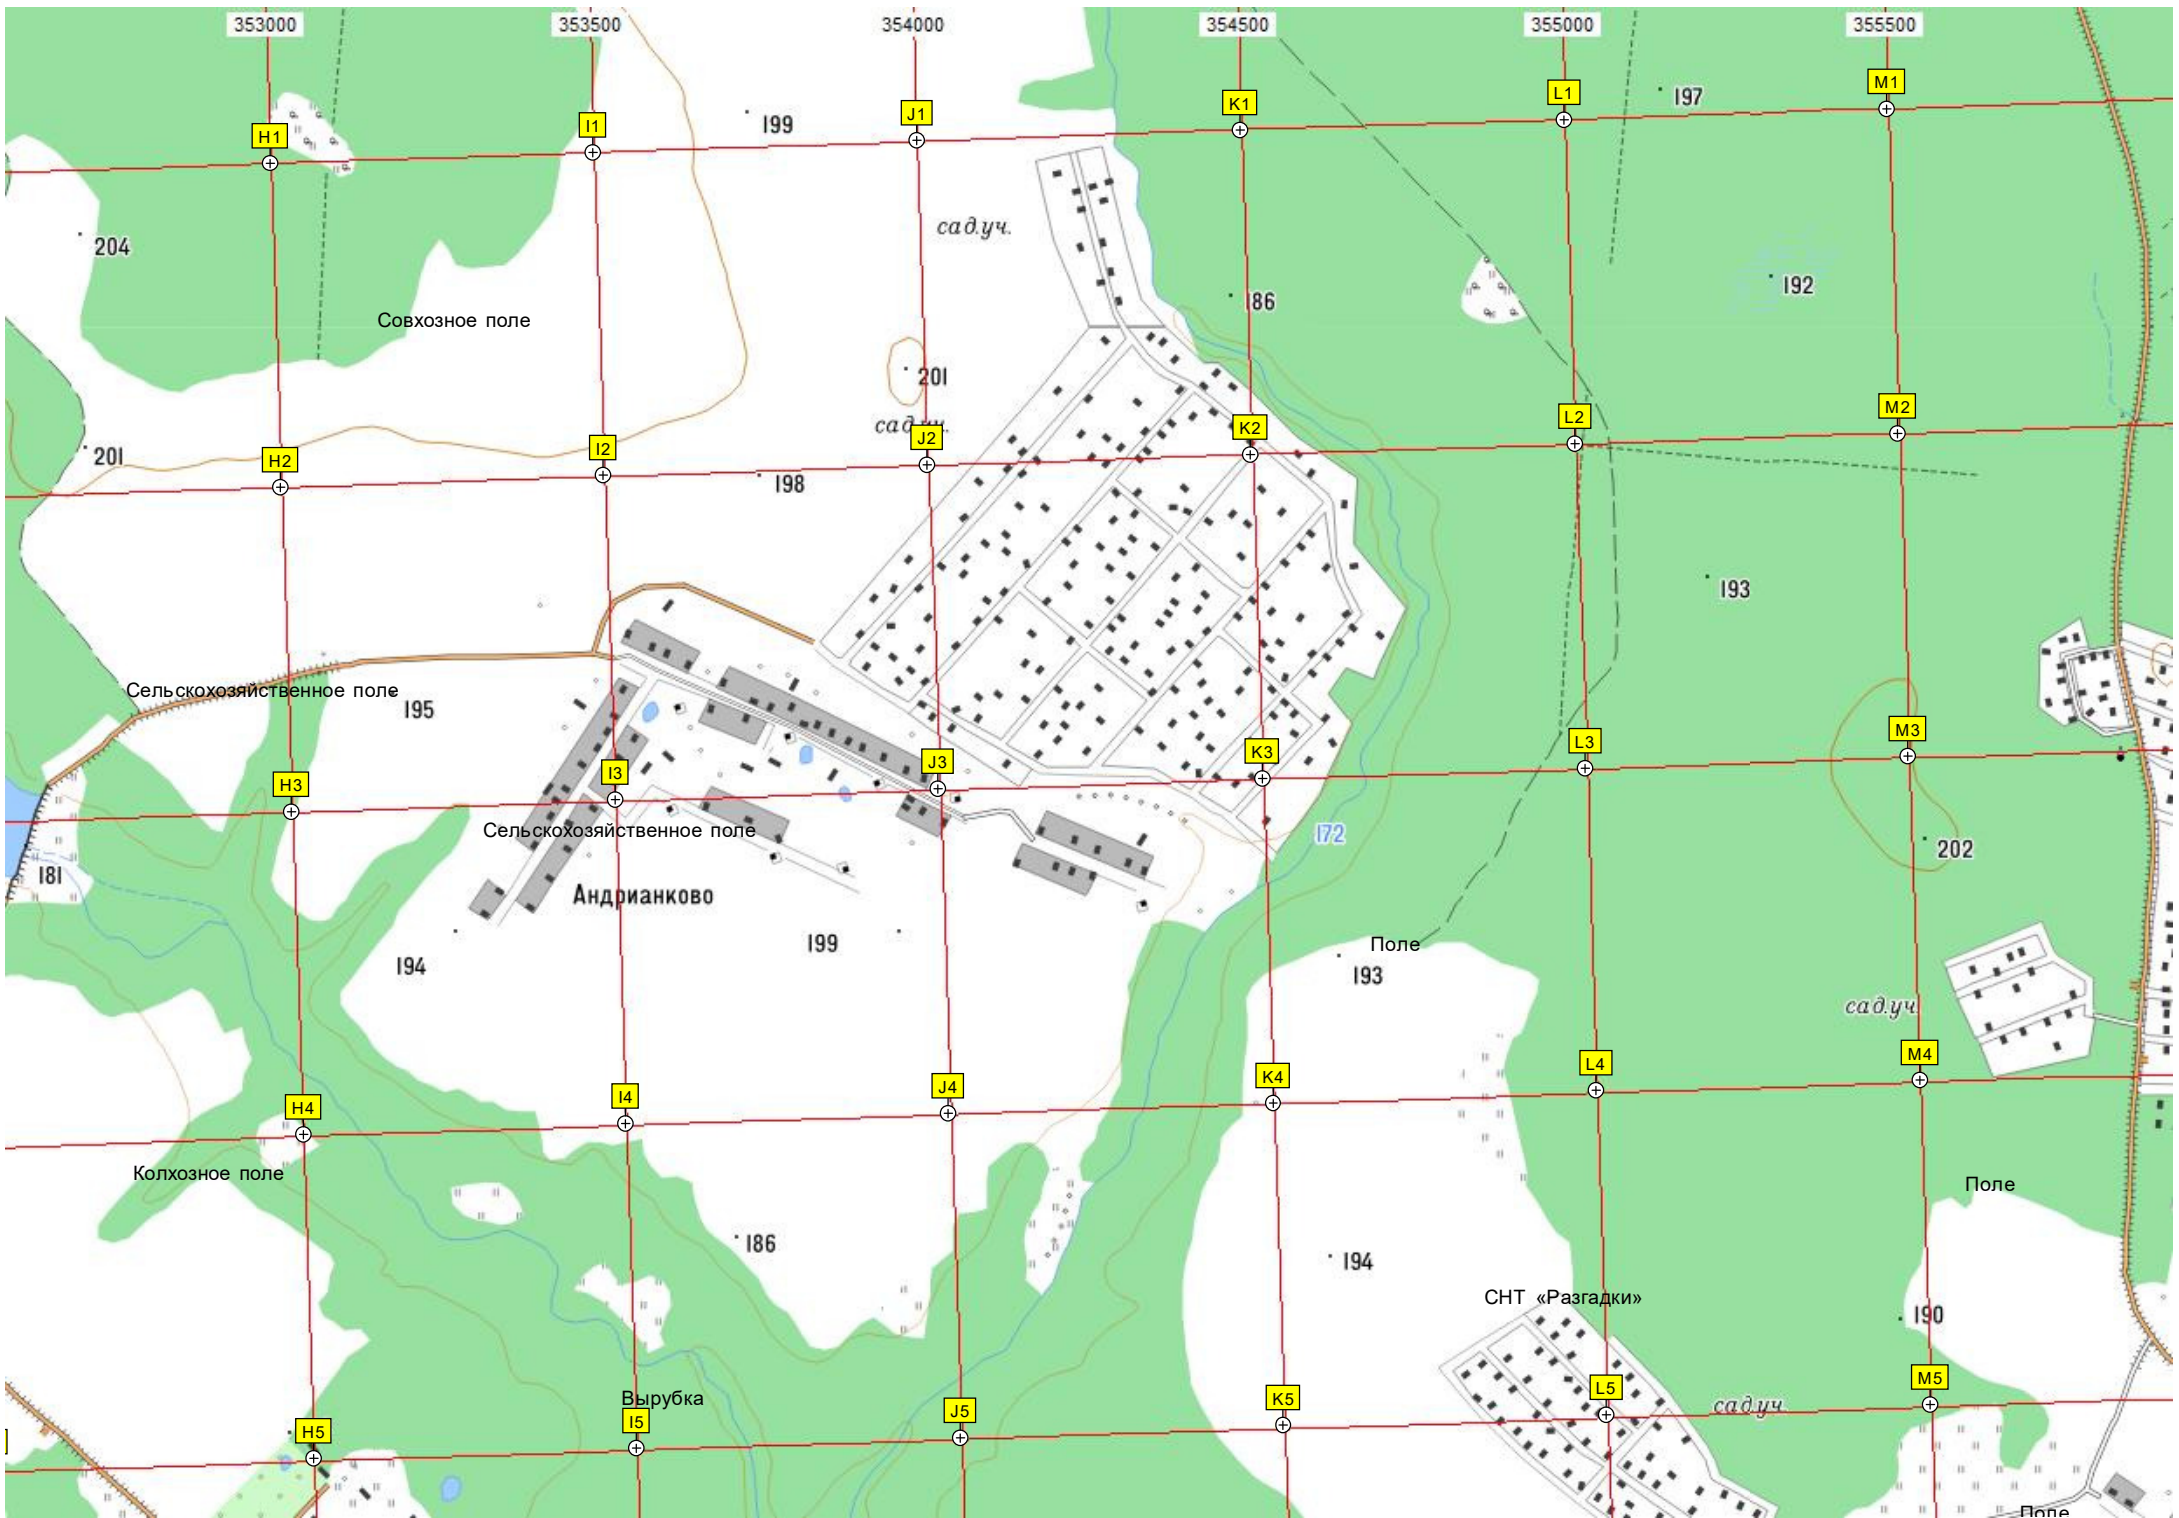 353000 353500 354000 354500 355000 355500
M1
L1
197
K1
J1
199
I1
H1
сад.уч.
204
192
186
Совхозное поле
201
M2
L2
сад.уч.
K2
J2
I2
201
H2
198
193
Сельскохозяйственное поле
195
M3
L3
K3
J3
I3
H3
Сельскохозяйственное поле
172
202
181
Андрианково
199
Поле
194
193
сад.уч.
M4
L4
K4
J4
I4
H4
Колхозное поле
Поле
186
194
СНТ «Разгадки»
190
M5
L5
Вырубка
K5
сад.уч.
J5
I5
H5
Поле